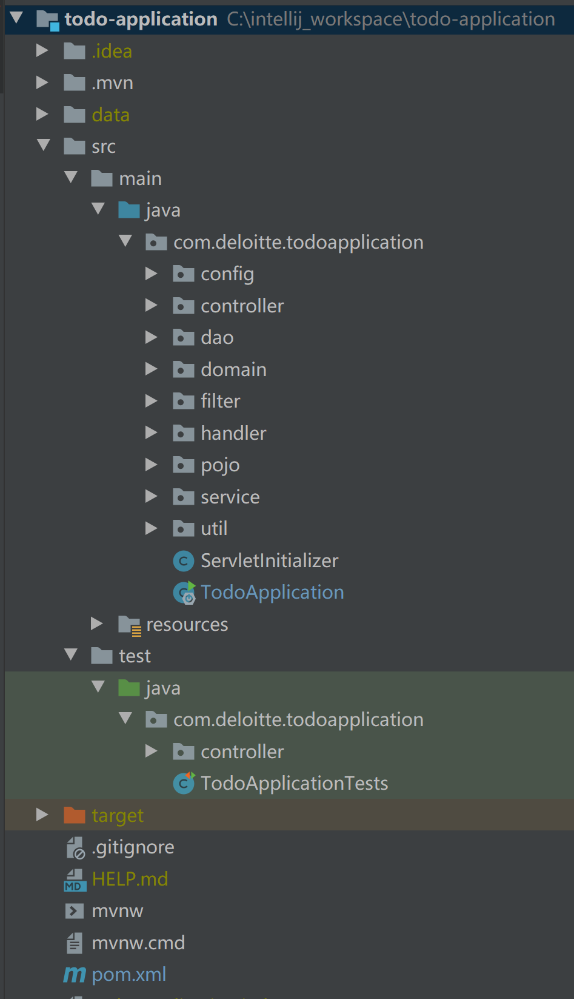 todo-application C:\intellij_workspace\todo-application
.idea
.mvn
data
src
main
java
com.deloitte.todoapplication
config
controller
dao
domain
filter
handler
pojo
service
util
ServletInitializer
TodoApplication
resources
test
java
com.deloitte.todoapplication
controller
TodoApplicationTests
target
.gitignore
HELP.md
mvnw
mvnw.cmd
pom.xml